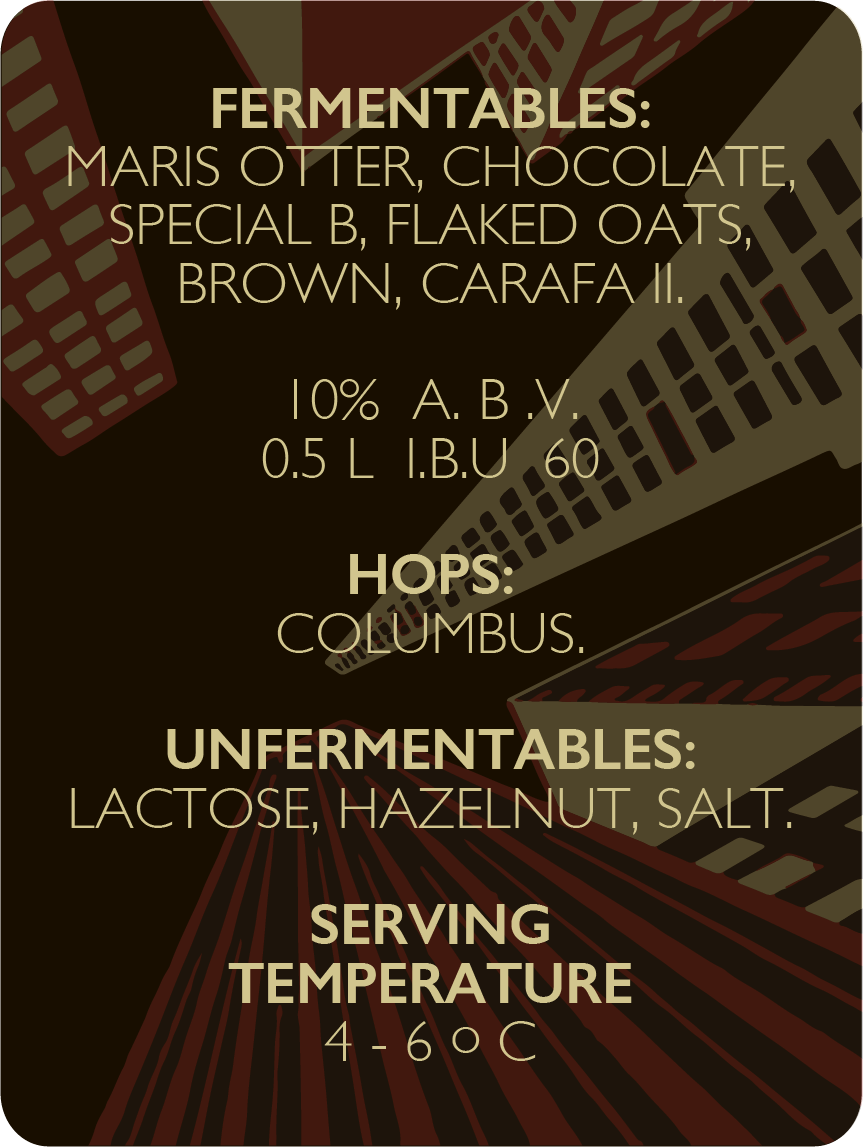 FERMENTABLES:
MARIS OTTER, CHOCOLATE,
SPECIAL B, FLAKED OATS,
BROWN, CARAFA II.
10% A. B .V.
0.5 L I.B.U 60
HOPS:
COLUMBUS.
UNFERMENTABLES:
LACTOSE, HAZELNUT, SALT.
SERVING
TEMPERATURE
4 - 6 o C